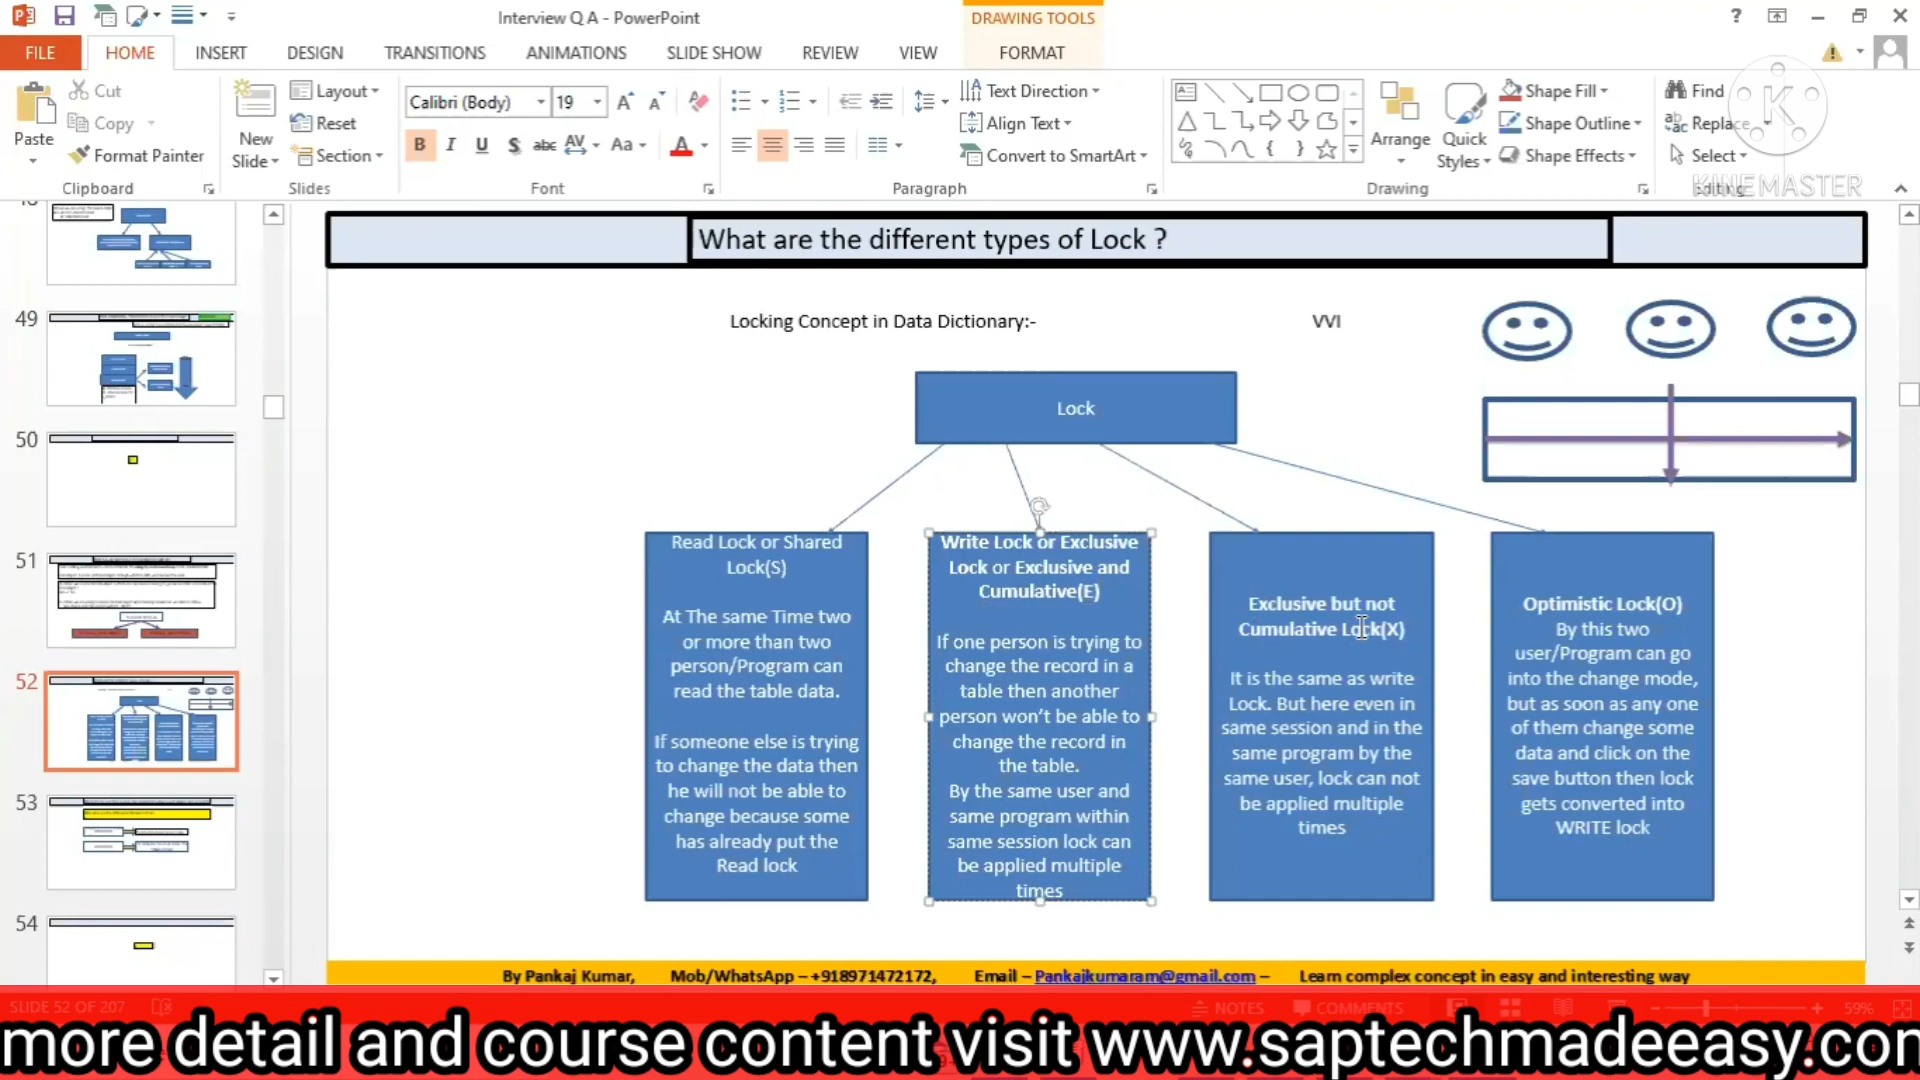 Interview Q A - PowerPoint
DRAWING TOOLS
?
FILE
HOME
INSERT
DESIGN
TRANSITIONS
ANIMATIONS
SLIDE SHOW
REVIEW
VIEW
FORMAT
Paste
Cut
Copy
Format Painter
Clipboard
New
Slide
Layout
Reset
Section
Slides
Calibri (Body)
19
B I U S abc AV Aa A
Font
Text Direction
Align Text
Convert to SmartArt
Paragraph
Arrange
Quick
Styles
Shape Fill
Shape Outline
Shape Effects
Drawing
Find
Replace
Select
Editing
K
KINEMASTER
49
50
51
52
53
54
What are the different types of Lock ?
Locking Concept in Data Dictionary:-
VVI
Lock
Read Lock or Shared
Lock(S)
At The same Time two
or more than two
person/Program can
read the table data.
If someone else is trying
to change the data then
he will not be able to
change because some
has already put the
Read lock
Write Lock or Exclusive
Lock or Exclusive and
Cumulative(E)
If one person is trying to
change the record in a
table then another
person won't be able to
change the record in
the table.
By the same user and
same program within
same session lock can
be applied multiple
times
Exclusive but not
Cumulative Lock(X)
It is the same as write
Lock. But here even in
same session and in the
same program by the
same user, lock can not
be applied multiple
times
Optimistic Lock(O)
By this two
user/Program can go
into the change mode,
but as soon as any one
of them change some
data and click on the
save button then lock
gets converted into
WRITE lock
By Pankaj Kumar, Mob/WhatsApp – +918971472172, Email – Pankajkumaram@gmail.com – Learn complex concept in easy and interesting way
SLIDE 52 OF 207
NOTES
COMMENTS
59%
more detail and course content visit www.saptechmadeeasy.con